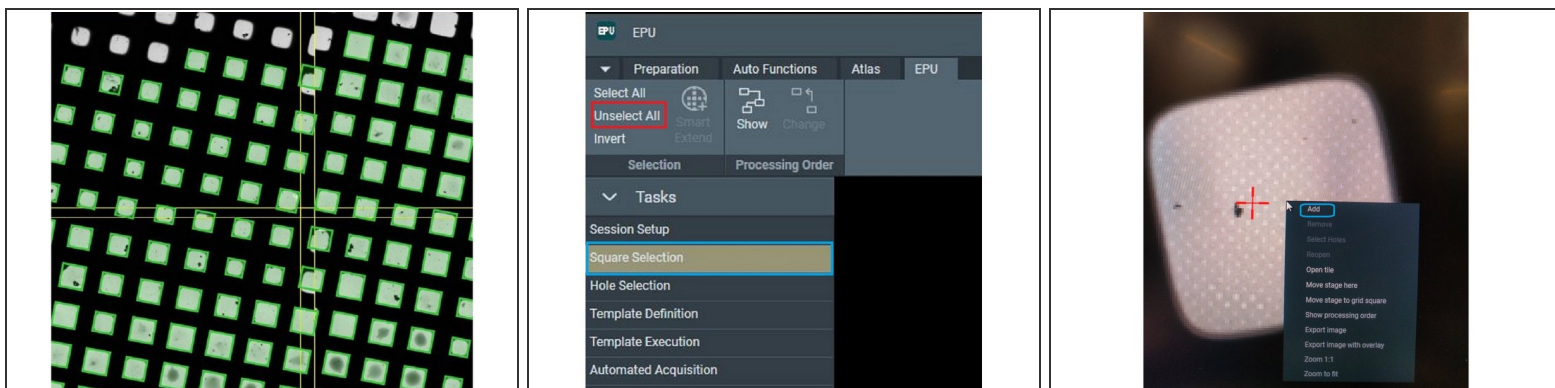 EPU EPU
Preparation Auto Functions Atlas EPU
Select All
Unselect All
Invert
Smart Extend
Show Change
Selection Processing Order
Tasks
Session Setup
Square Selection
Hole Selection
Template Definition
Template Execution
Automated Acquisition
Add
Remove
Select Holes
Reopen
Open tile
Move stage here
Move stage to grid square
Show processing order
Export image
Export image with overlay
Zoom 1:1
Zoom to fit